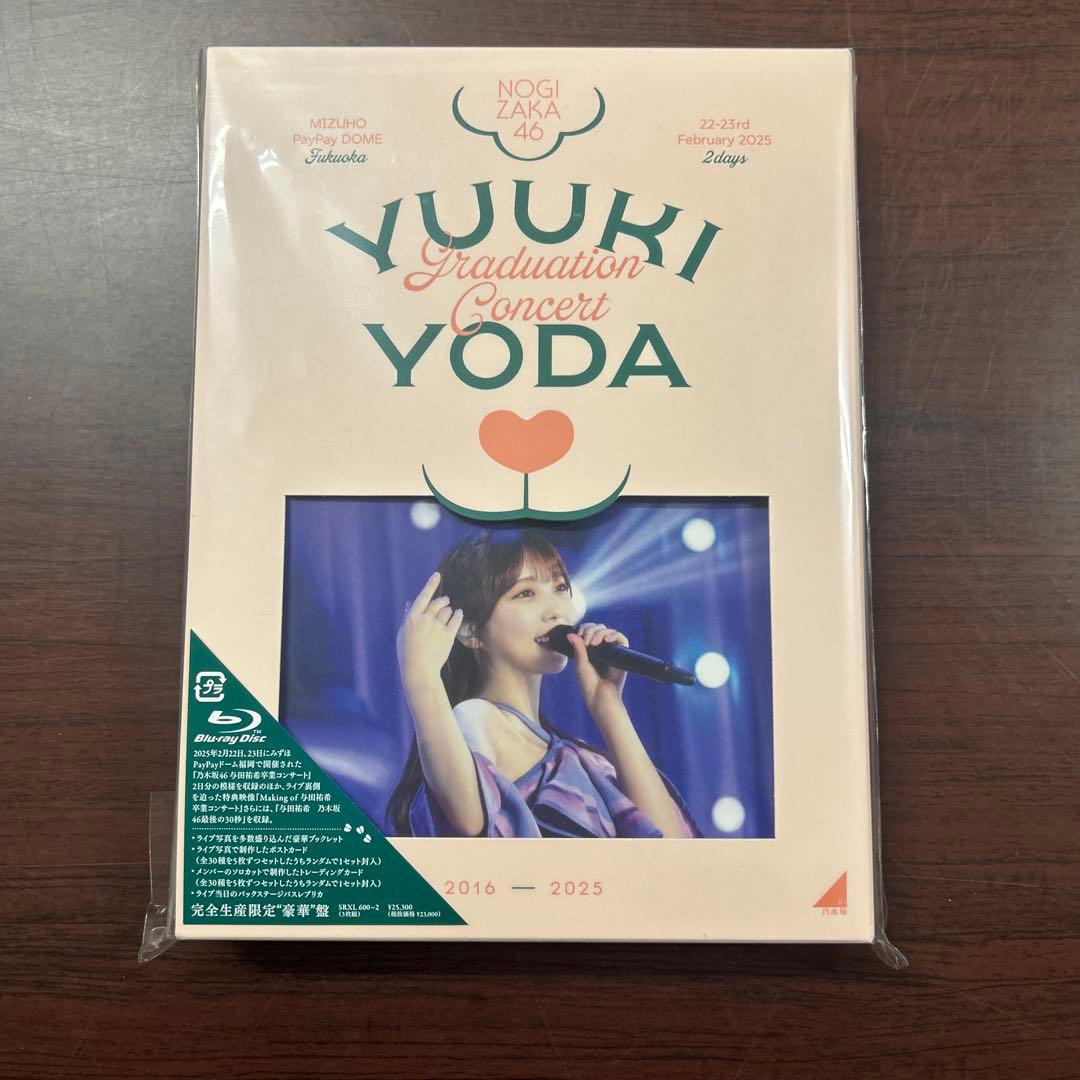 NOGI
ZAKA
46
MIZUHO
PayPay DOME
Fukuoka
22-23rd
February 2025
2days
YUUKI
Graduation
Concert
YODA
プラ
Blu-ray Disc™
2025年2月22日、23日にみずほ
PayPayドーム福岡で開催された
「乃木坂46 与田祐希卒業コンサート」
2日分の模様を収録のほか、ライブ裏側
を追った特典映像「Making of 与田祐希
卒業コンサート」さらには、「与田祐希 乃木坂
46最後の30秒」を収録。
・ライブ写真を多数盛り込んだ豪華ブックレット
・ライブ写真で制作したポストカード
（全30種を5枚ずつセットしたうちランダムで1セット封入）
・メンバーのソロカットで制作したトレーディングカード
（全30種を5枚ずつセットしたうちランダムで1セット封入）
・ライブ当日のバックステージパスレプリカ
完全生産限定“豪華”盤
SRXL 600~2
(3枚組)
¥25,300
(税抜価格 ¥23,000)
2016 — 2025
乃木坂